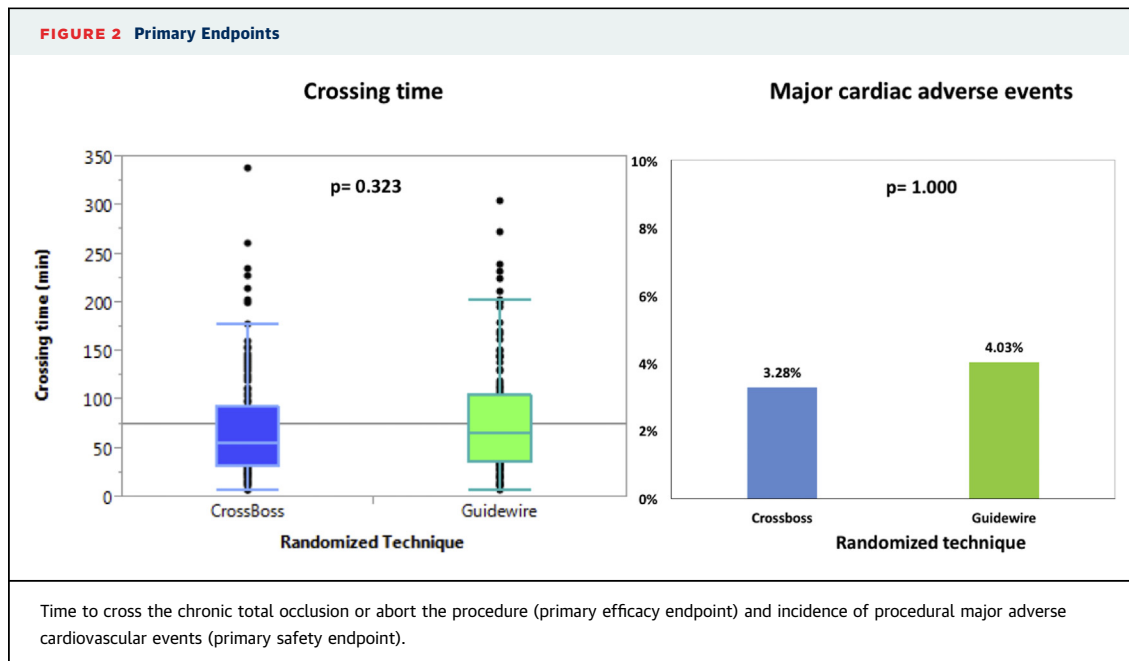 FIGURE 2 Primary Endpoints
Crossing time
Major cardiac adverse events
350
300
250
200
150
100
50
0
Crossing time (min)
p= 0.323
CrossBoss
Guidewire
Randomized Technique
10%
8%
6%
4%
2%
0%
p= 1.000
3.28%
4.03%
Crossboss
Guidewire
Randomized technique
Time to cross the chronic total occlusion or abort the procedure (primary efficacy endpoint) and incidence of procedural major adverse
cardiovascular events (primary safety endpoint).